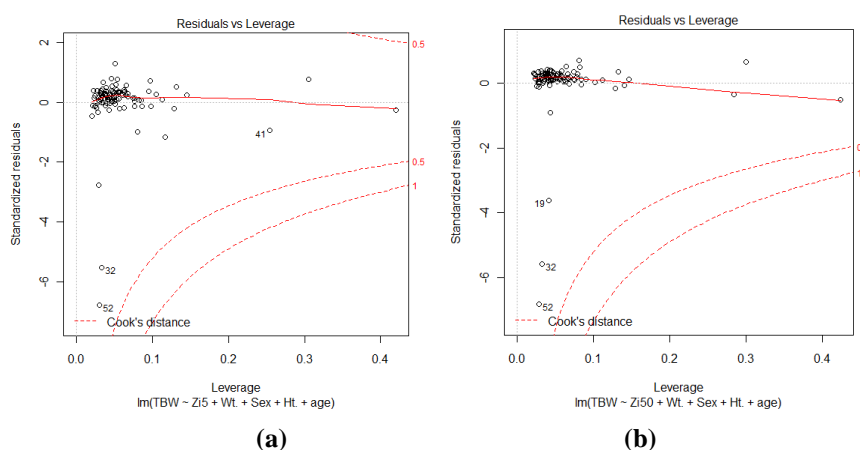 Residuals vs Leverage
Standardized residuals
2
0
-2
-4
-6
0.5
0.5
1
41
32
52
Cook's distance
0.0 0.1 0.2 0.3 0.4
Leverage
lm(TBW ~ Zi5 + Wt. + Sex + Ht. + age)
(a)
Residuals vs Leverage
Standardized residuals
0
-2
-4
-6
0
1
19
32
52
Cook's distance
0.0 0.1 0.2 0.3 0.4
Leverage
lm(TBW ~ Zi50 + Wt. + Sex + Ht. + age)
(b)